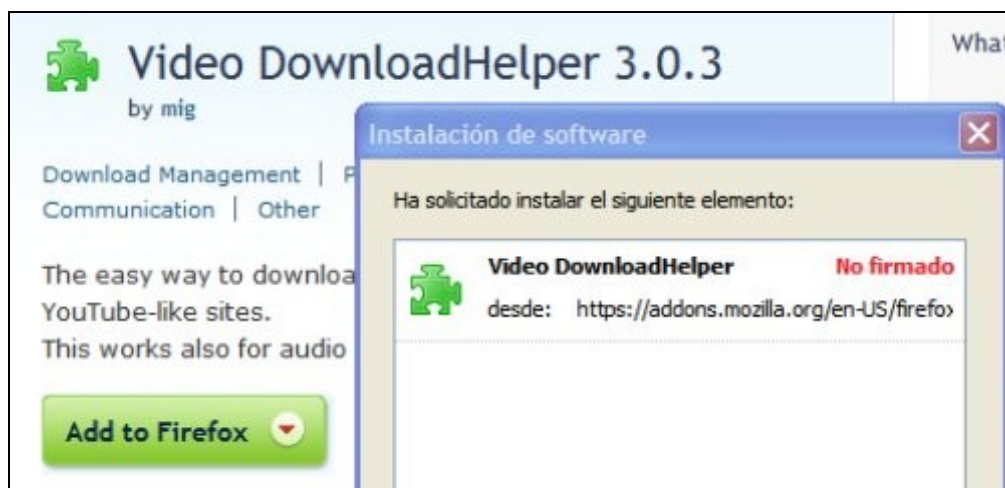 Video DownloadHelper 3.0.3
by mig
Download Management |
Communication | Other
The easy way to
YouTube-like sites.
This works also for audio
Add to Firefox
What
Instalación de software
Ha solicitado instalar el siguiente elemento:
Video DownloadHelper No firmado
desde: https://addons.mozilla.org/en-US/firefox